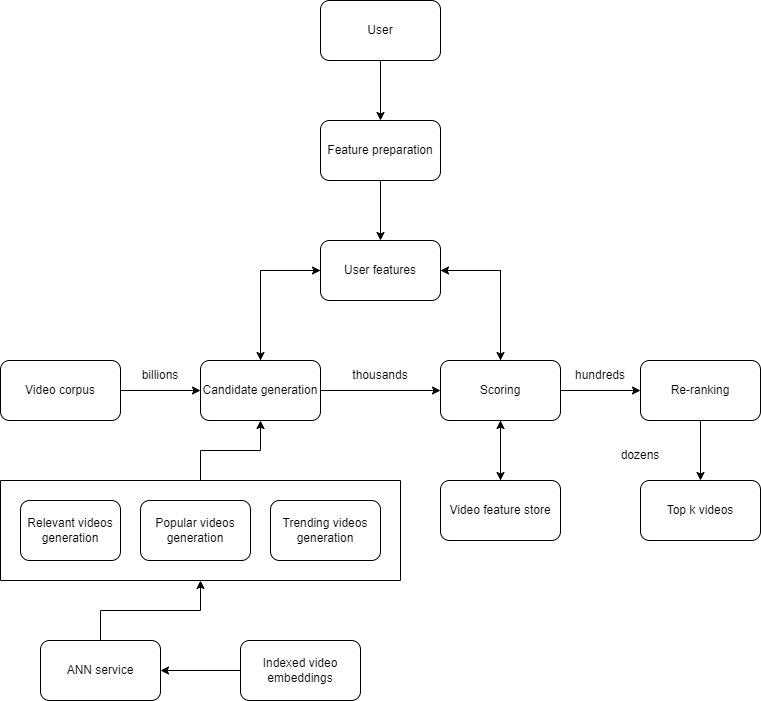 User
Feature preparation
User features
Video corpus
billions
Candidate generation
thousands
Scoring
hundreds
Re-ranking
dozens
Relevant videos
generation
Popular videos
generation
Trending videos
generation
Video feature store
Top k videos
ANN service
Indexed video
embeddings